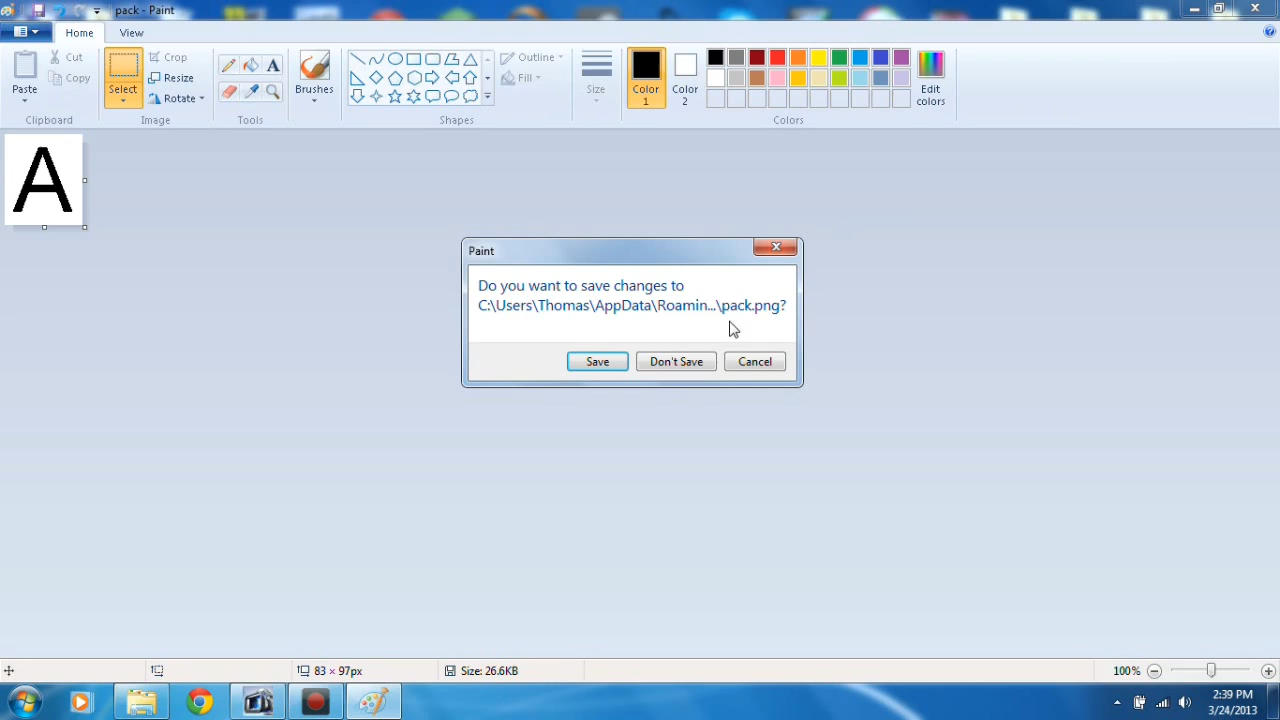 pack - Paint
Home
View
Paste
Cut
Copy
Clipboard
Select
Crop
Resize
Rotate
Image
A
Tools
Brushes
Outline
Fill
Shapes
Size
Color 1
Color 2
Edit colors
Colors
A
Paint
Do you want to save changes to
C:\Users\Thomas\AppData\Roamin...\pack.png?
Save
Don't Save
Cancel
83 × 97px
Size: 26.6KB
100%
2:39 PM
3/24/2013